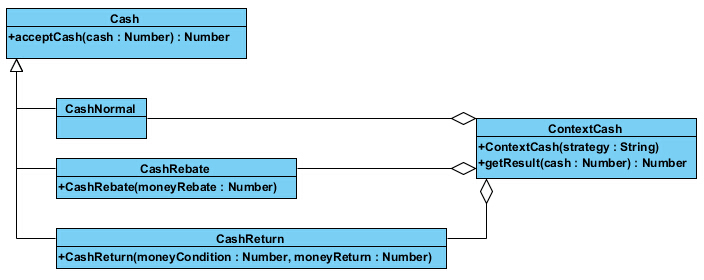 Cash
+acceptCash(cash : Number) : Number
CashNormal
ContextCash
+ContextCash(strategy : String)
+getResult(cash : Number) : Number
CashRebate
+CashRebate(moneyRebate : Number)
CashReturn
+CashReturn(moneyCondition : Number, moneyReturn : Number)